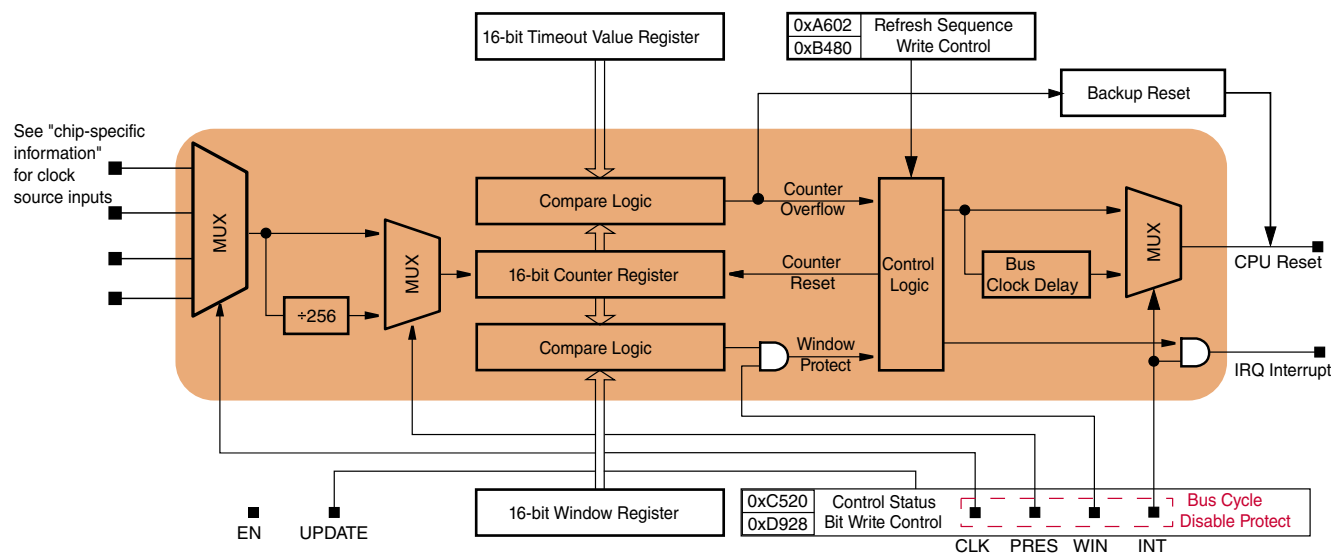 16-bit Timeout Value Register
0xA602
Refresh Sequence
0xB480
Write Control
Backup Reset
See "chip-specific
information"
for clock
source inputs
MUX
÷256
MUX
Compare Logic
16-bit Counter Register
Compare Logic
Counter
Overflow
Counter
Reset
Window
Protect
Control
Logic
Bus
Clock Delay
MUX
CPU Reset
IRQ Interrupt
EN
UPDATE
16-bit Window Register
0xC520
Control Status
0xD928
Bit Write Control
Bus Cycle
Disable Protect
CLK
PRES
WIN
INT